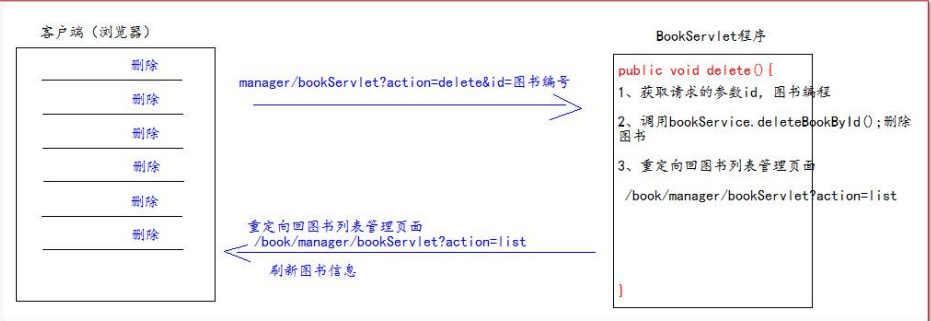 客户端（浏览器）
BookServlet程序
删除
删除
删除
删除
删除
删除
manager/bookServlet?action=delete&id=图书编号
public void delete(){
1、获取请求的参数id, 图书编程
2、调用bookService.deleteBookById();删除
图书
3、重定向回图书列表管理页面
/book/manager/bookServlet?action=list
}
重定向回图书列表管理页面
/book/manager/bookServlet?action=list
刷新图书信息